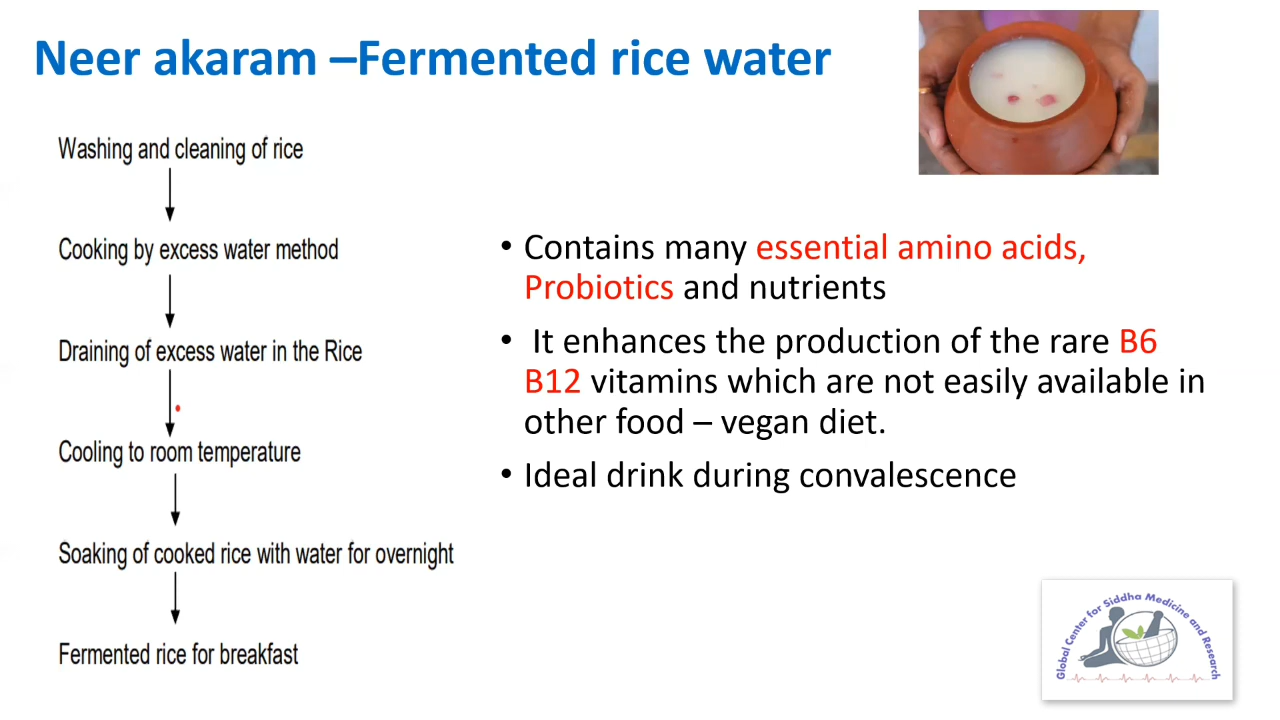 Neer akaram –Fermented rice water
Washing and cleaning of rice
Cooking by excess water method
Draining of excess water in the Rice
Cooling to room temperature
Soaking of cooked rice with water for overnight
Fermented rice for breakfast
• Contains many essential amino acids,
Probiotics and nutrients
• It enhances the production of the rare B6
B12 vitamins which are not easily available in
other food – vegan diet.
• Ideal drink during convalescence
Global Center for Siddha Medicine and Research